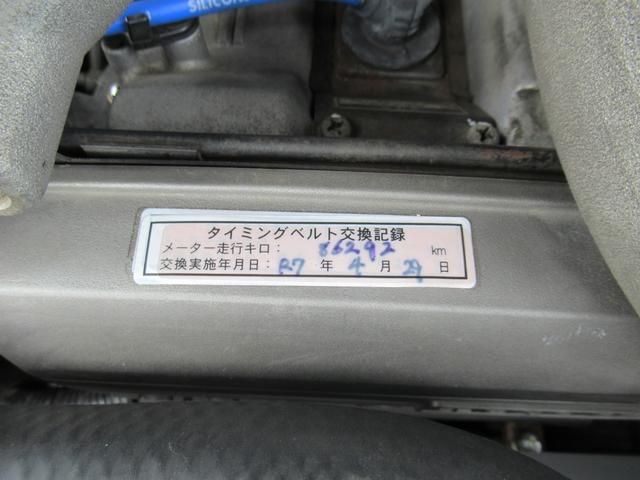 SILICONE
タイミングベルト交換記録
メーター走行キロ： 86292 km
交換実施年月日： R7 年 4 月 29 日